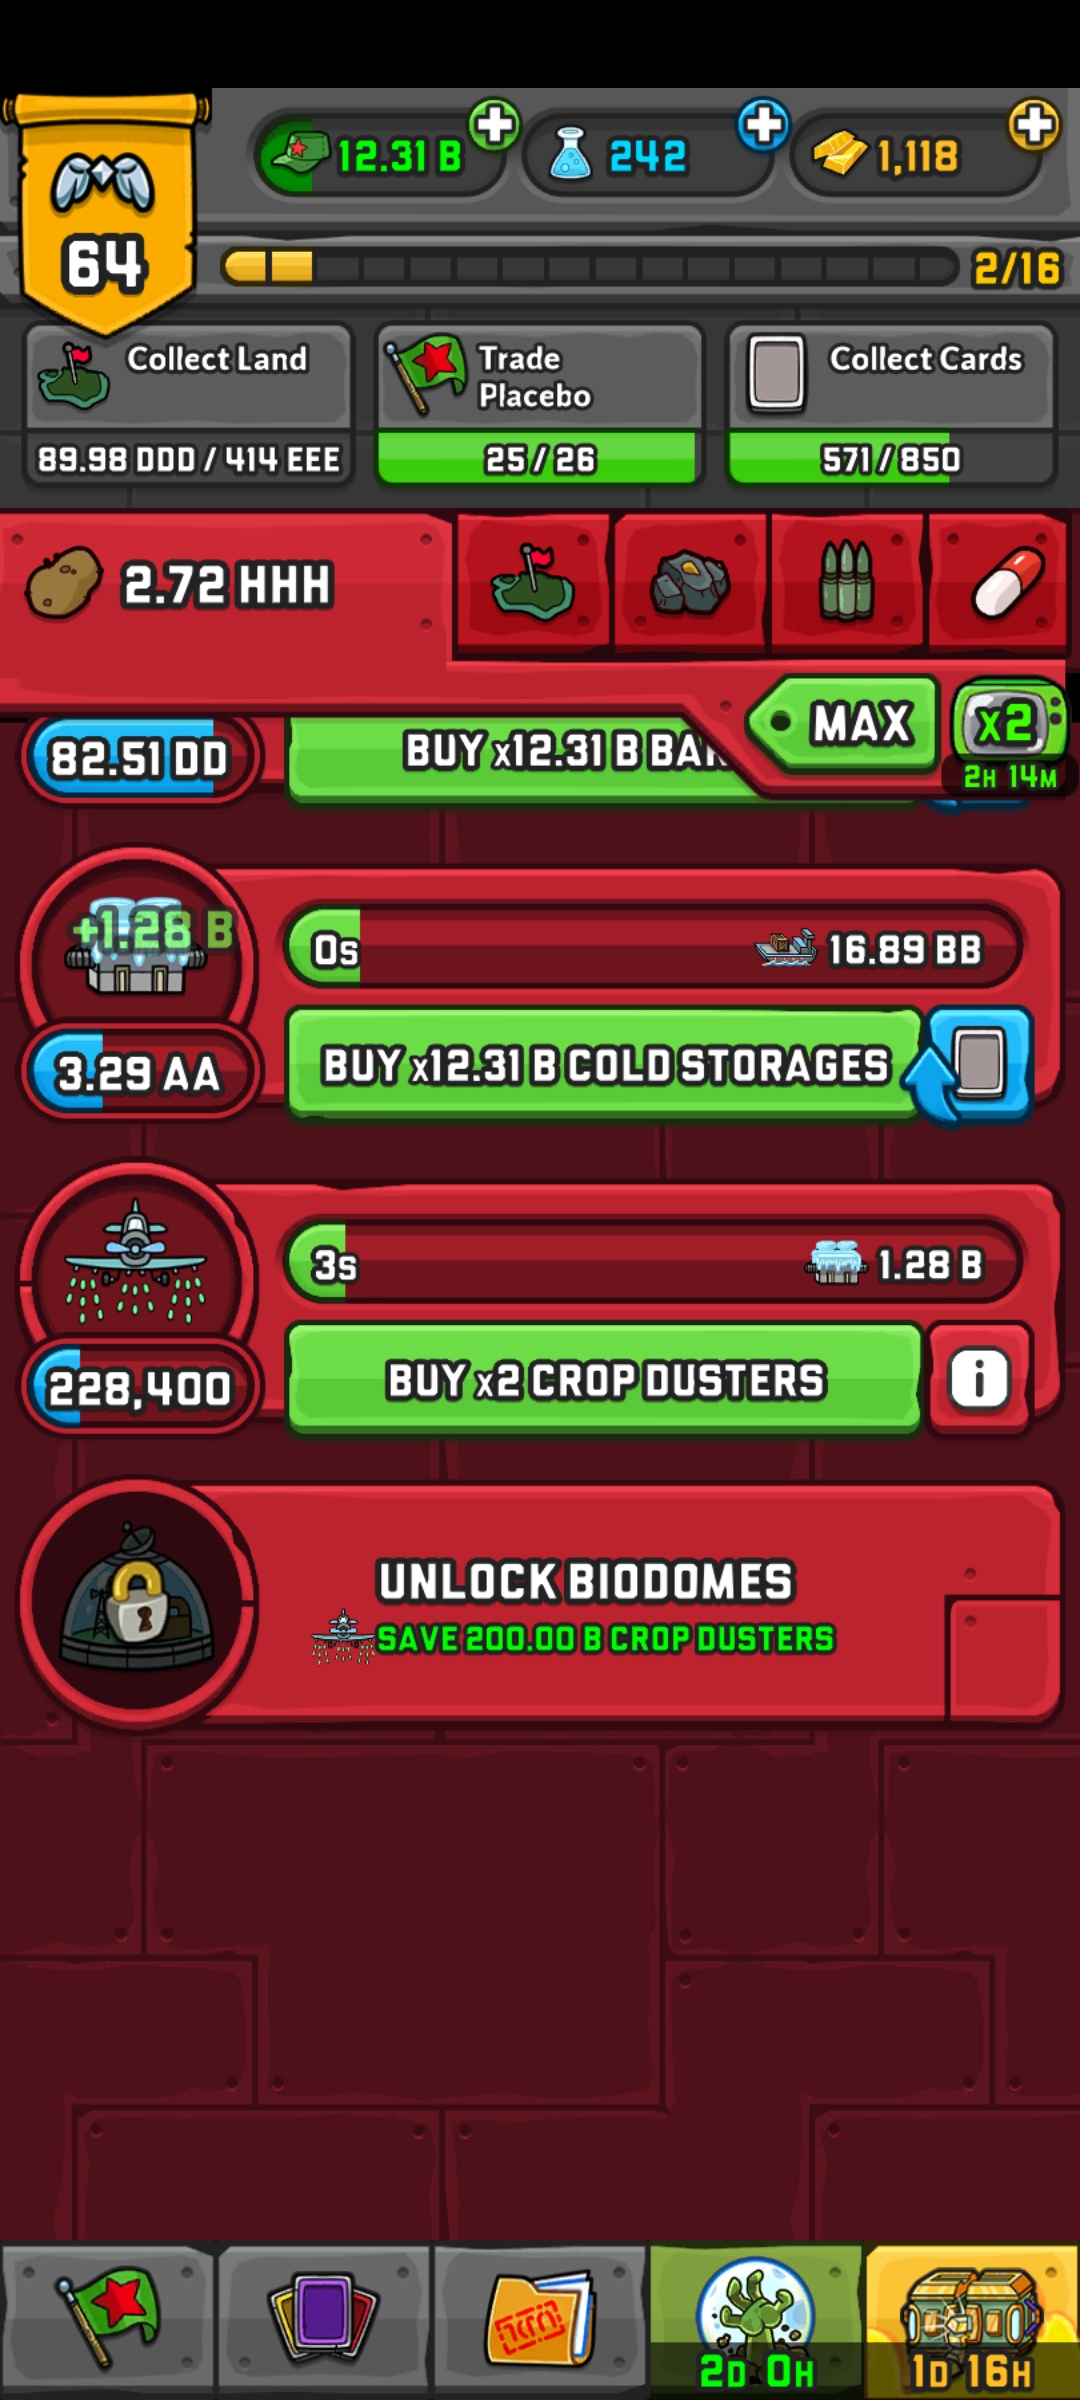 64
12.31 B
242
1,118
2/16
Collect Land
89.98 DDD / 414 EEE
Trade
Placebo
25 / 26
Collect Cards
571 / 850
2.72 HHH
MAX
X2
2H 14M
82.51 DD
BUY x12.31 B
+1.28 B
0s
16.89 BB
3.29 AA
BUY x12.31 B COLD STORAGES
3s
1.28 B
228,400
BUY x2 CROP DUSTERS
i
UNLOCK BIODOMES
SAVE 200.00 B CROP DUSTERS
2D 0H
1D 16H